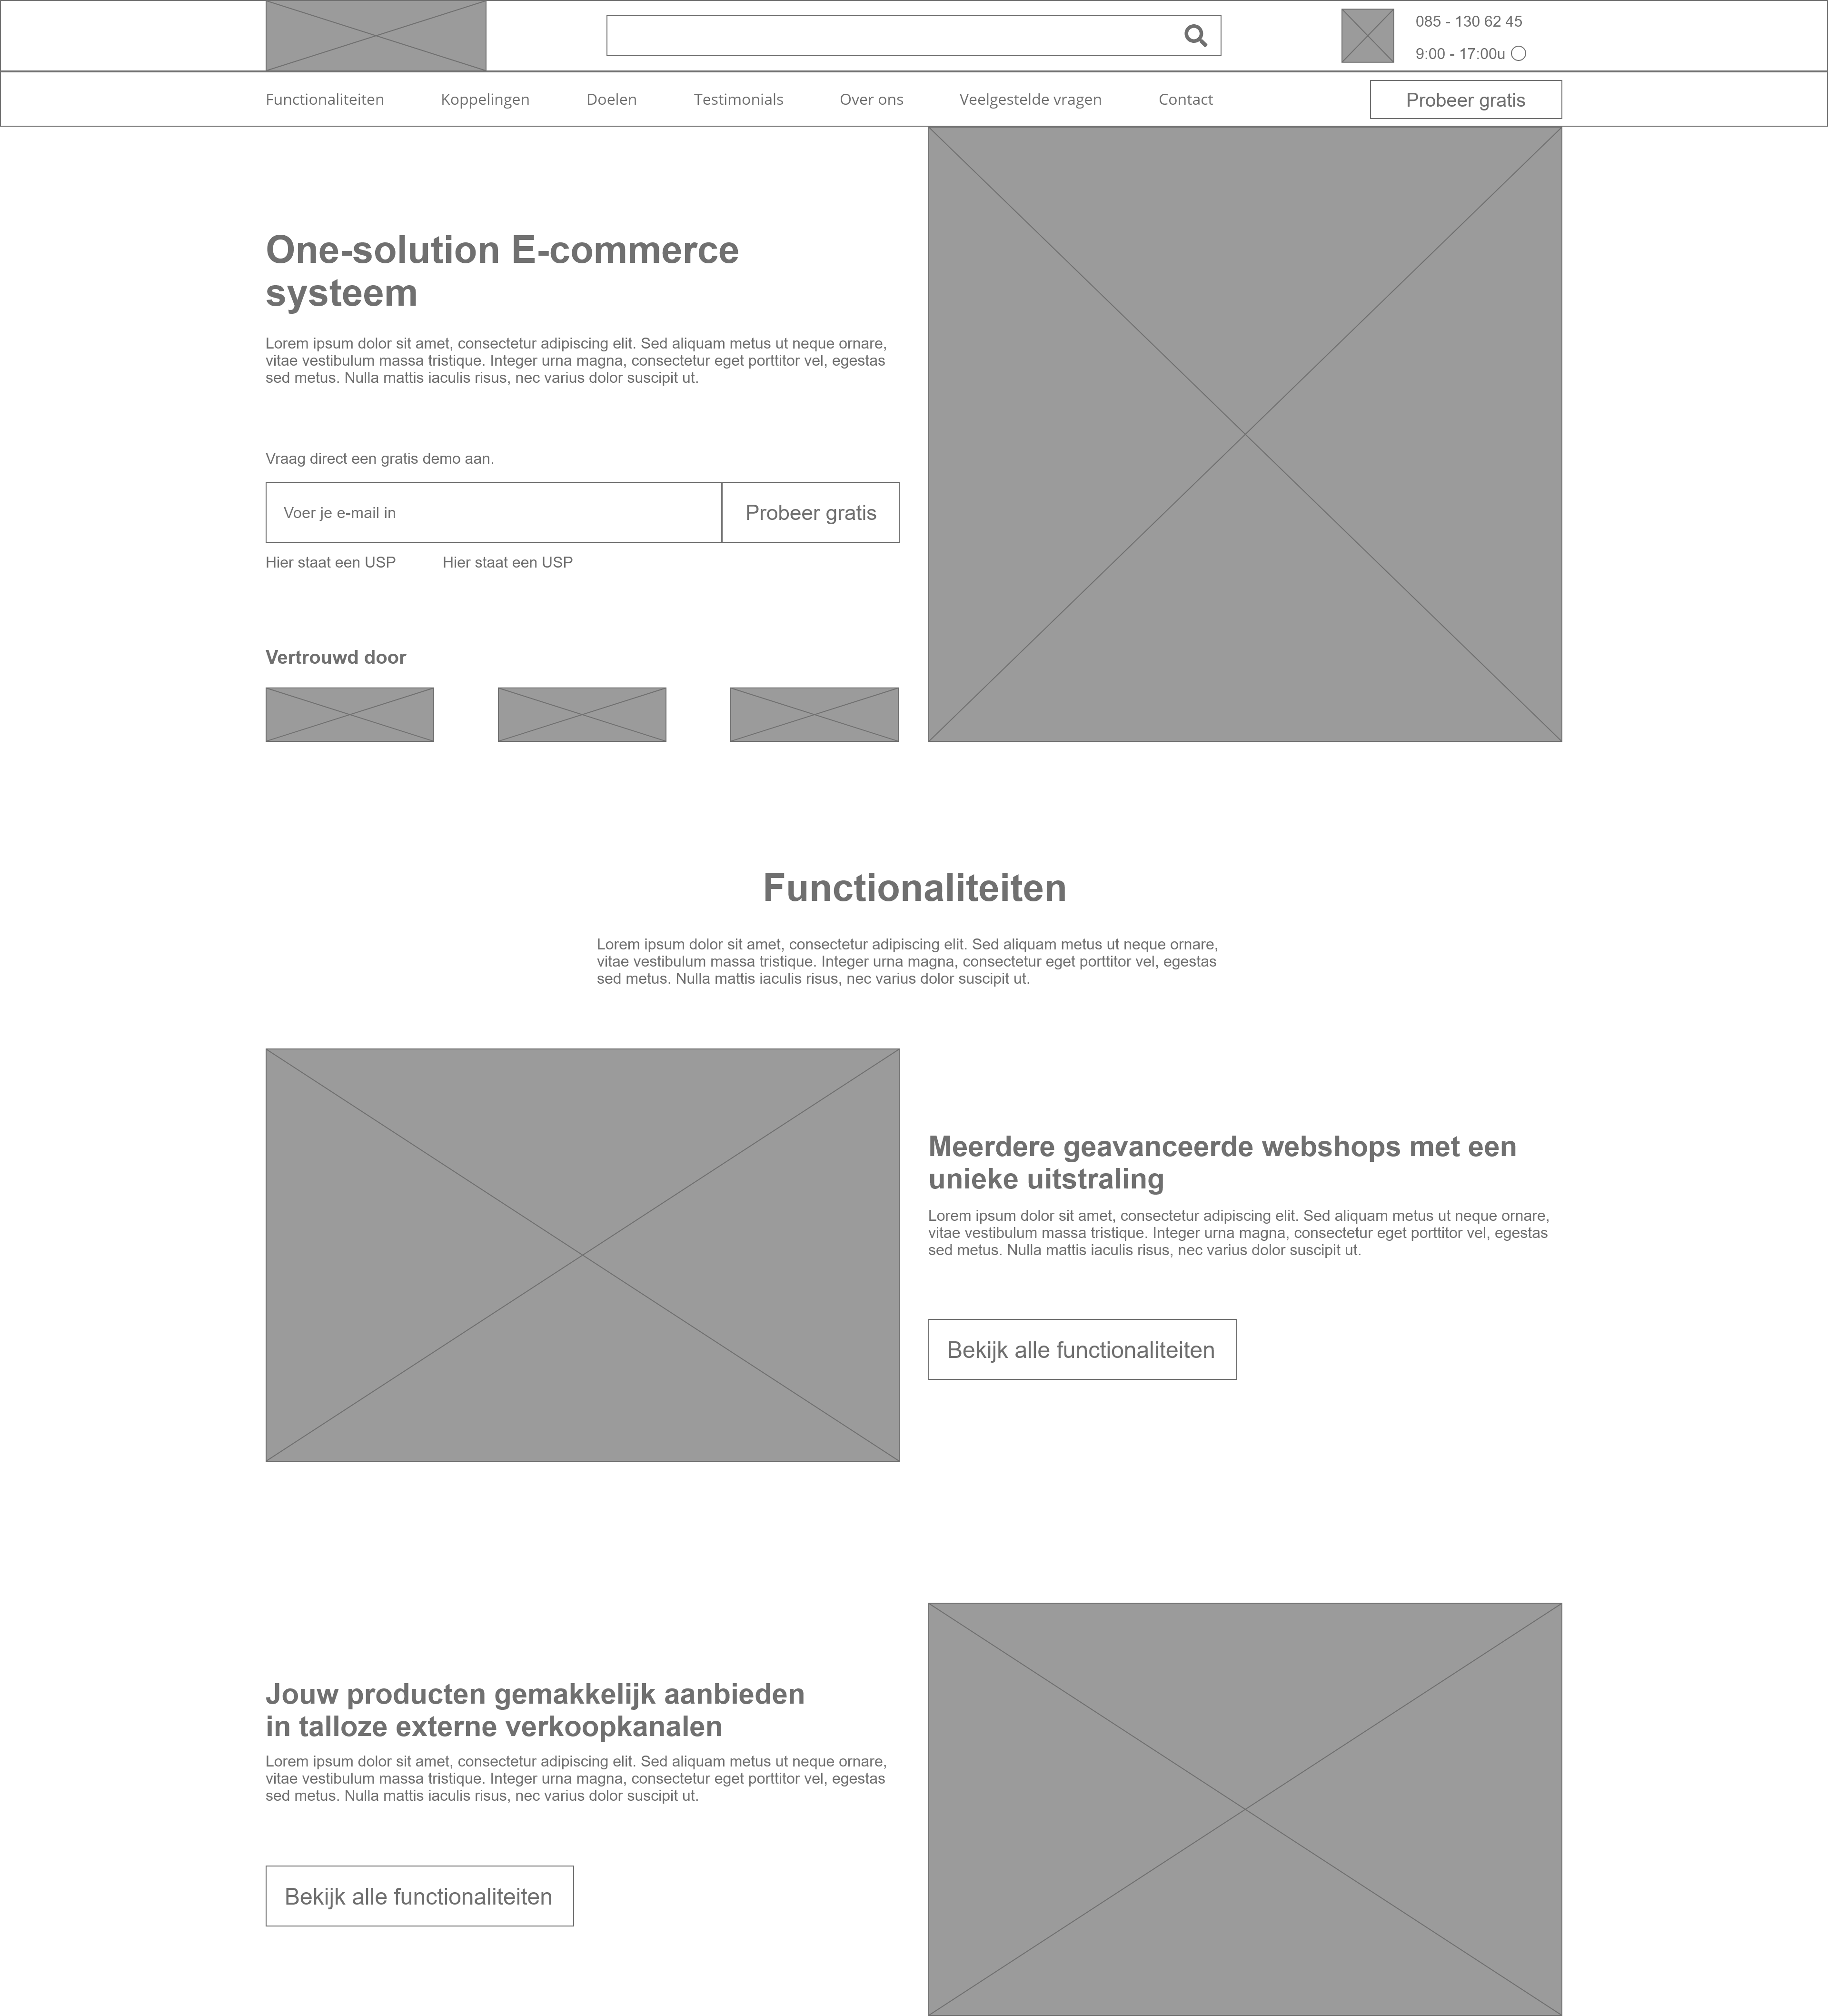 085 - 130 62 45
9:00 - 17:00u
Functionaliteiten
Koppelingen
Doelen
Testimonials
Over ons
Veelgestelde vragen
Contact
Probeer gratis
One-solution E-commerce
systeem
Lorem ipsum dolor sit amet, consectetur adipiscing elit. Sed aliquam metus ut neque ornare,
vitae vestibulum massa tristique. Integer urna magna, consectetur eget porttitor vel, egestas
sed metus. Nulla mattis iaculis risus, nec varius dolor suscipit ut.
Vraag direct een gratis demo aan.
Voer je e-mail in
Probeer gratis
Hier staat een USP
Hier staat een USP
Vertrouwd door
Functionaliteiten
Lorem ipsum dolor sit amet, consectetur adipiscing elit. Sed aliquam metus ut neque ornare,
vitae vestibulum massa tristique. Integer urna magna, consectetur eget porttitor vel, egestas
sed metus. Nulla mattis iaculis risus, nec varius dolor suscipit ut.
Meerdere geavanceerde webshops met een
unieke uitstraling
Lorem ipsum dolor sit amet, consectetur adipiscing elit. Sed aliquam metus ut neque ornare,
vitae vestibulum massa tristique. Integer urna magna, consectetur eget porttitor vel, egestas
sed metus. Nulla mattis iaculis risus, nec varius dolor suscipit ut.
Bekijk alle functionaliteiten
Jouw producten gemakkelijk aanbieden
in talloze externe verkoopkanalen
Lorem ipsum dolor sit amet, consectetur adipiscing elit. Sed aliquam metus ut neque ornare,
vitae vestibulum massa tristique. Integer urna magna, consectetur eget porttitor vel, egestas
sed metus. Nulla mattis iaculis risus, nec varius dolor suscipit ut.
Bekijk alle functionaliteiten